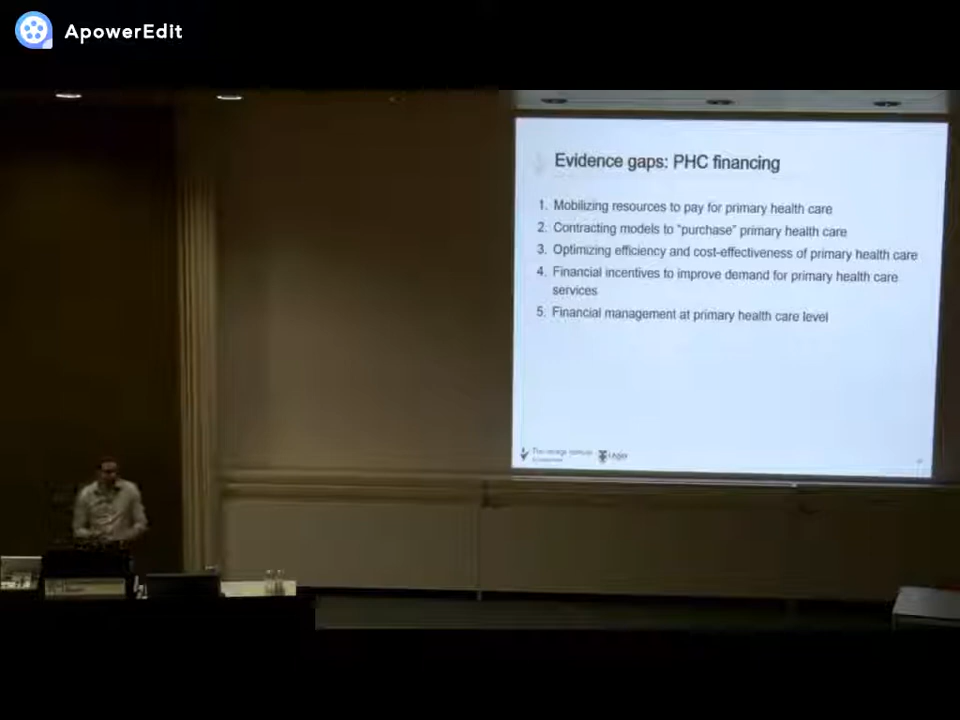 ApowerEdit
Evidence gaps: PHC financing
1. Mobilizing resources to pay for primary health care
2. Contracting models to “purchase” primary health care
3. Optimizing efficiency and cost-effectiveness of primary health care
4. Financial incentives to improve demand for primary health care
services
5. Financial management at primary health care level